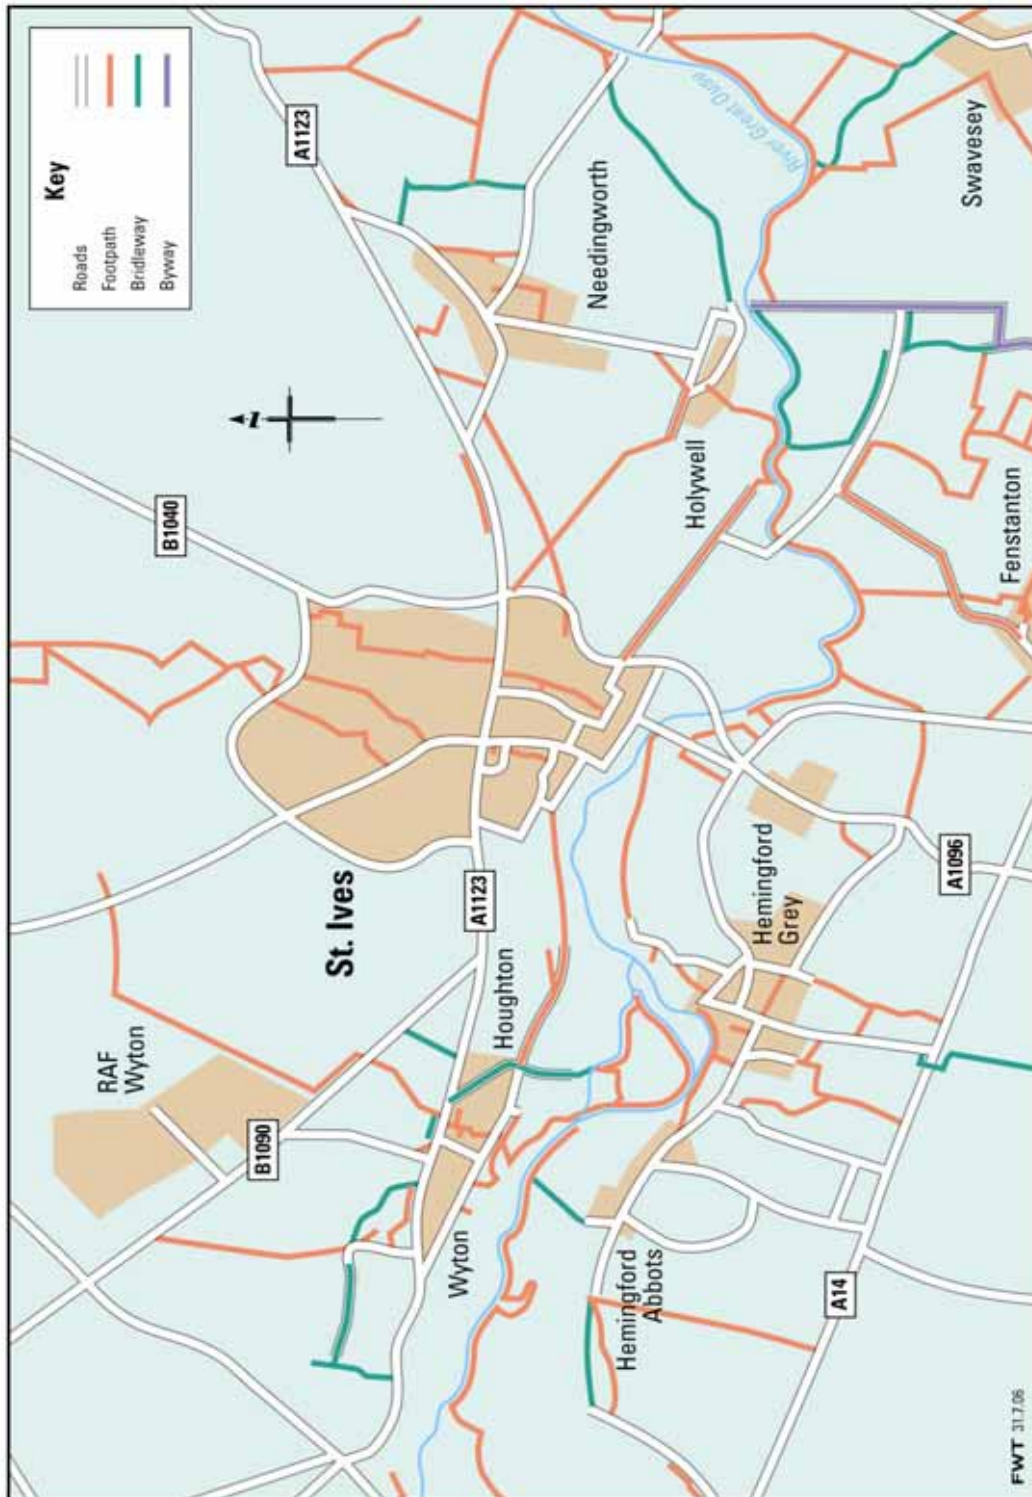 Key
Roads
Footpath
Bridleway
Byway
A1123
B1040
RAF
Wyton
B1090
St. Ives
A1123
Houghton
Wyton
Needingworth
Holywell
River Great Ouse
Swavesey
Fenstanton
Hemingford
Grey
A1096
Hemingford
Abbots
A14
N
FWT 31.7.06